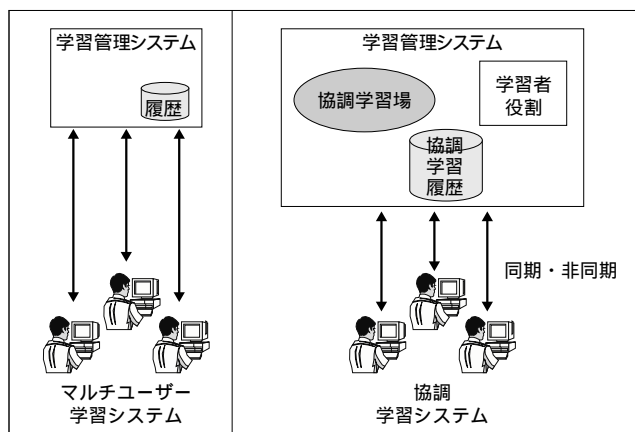 学習管理システム
履歴
マルチユーザー
学習システム
学習管理システム
協調学習場
学習者
役割
協調
学習
履歴
同期・非同期
協調
学習システム